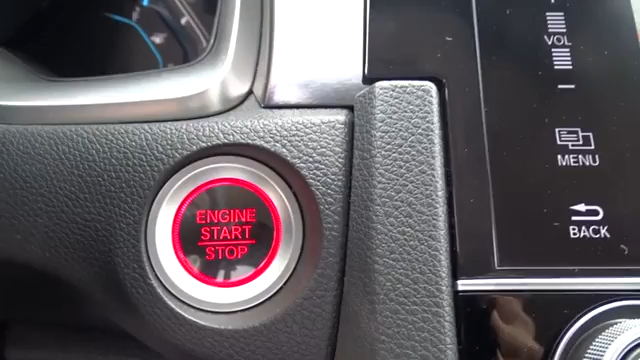 ENGINE
START
STOP
VOL
MENU
BACK